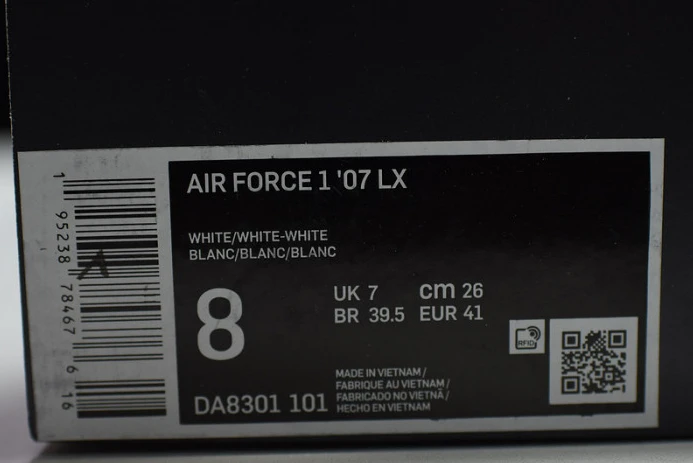 AIR FORCE 1 '07 LX
WHITE/WHITE-WHITE
BLANC/BLANC/BLANC
8
UK 7 cm 26
BR 39.5 EUR 41
RFID
DA8301 101
MADE IN VIETNAM /
FABRIQUE AU VIETNAM /
FABRICADO NO VIETNÃ /
HECHO EN VIETNAM
1 95238 78467 6 16